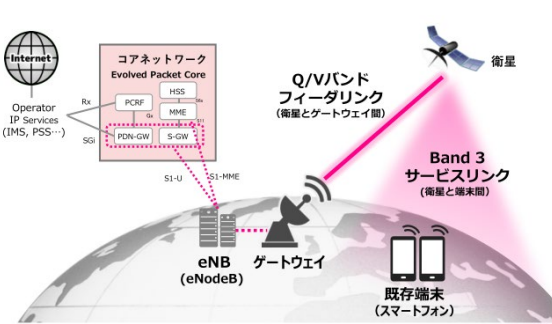 Internet
Operator
IP Services
(IMS, PSS…)
Rx
SGi
コアネットワーク
Evolved Packet Core
HSS
PCRF
MME
Gx
S11
PDN-GW
S-GW
S1-U
S1-MME
eNB
(eNodeB)
ゲートウェイ
Q/Vバンド
フィーダリンク
(衛星とゲートウェイ間)
衛星
Band 3
サービスリンク
(衛星と端末間)
既存端末
(スマートフォン)